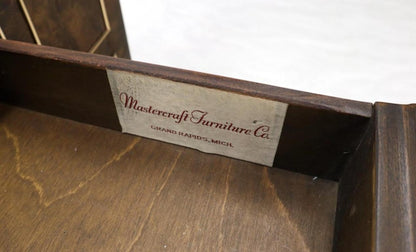 Mastercraft Furniture Co.
GRAND RAPIDS, MICH.